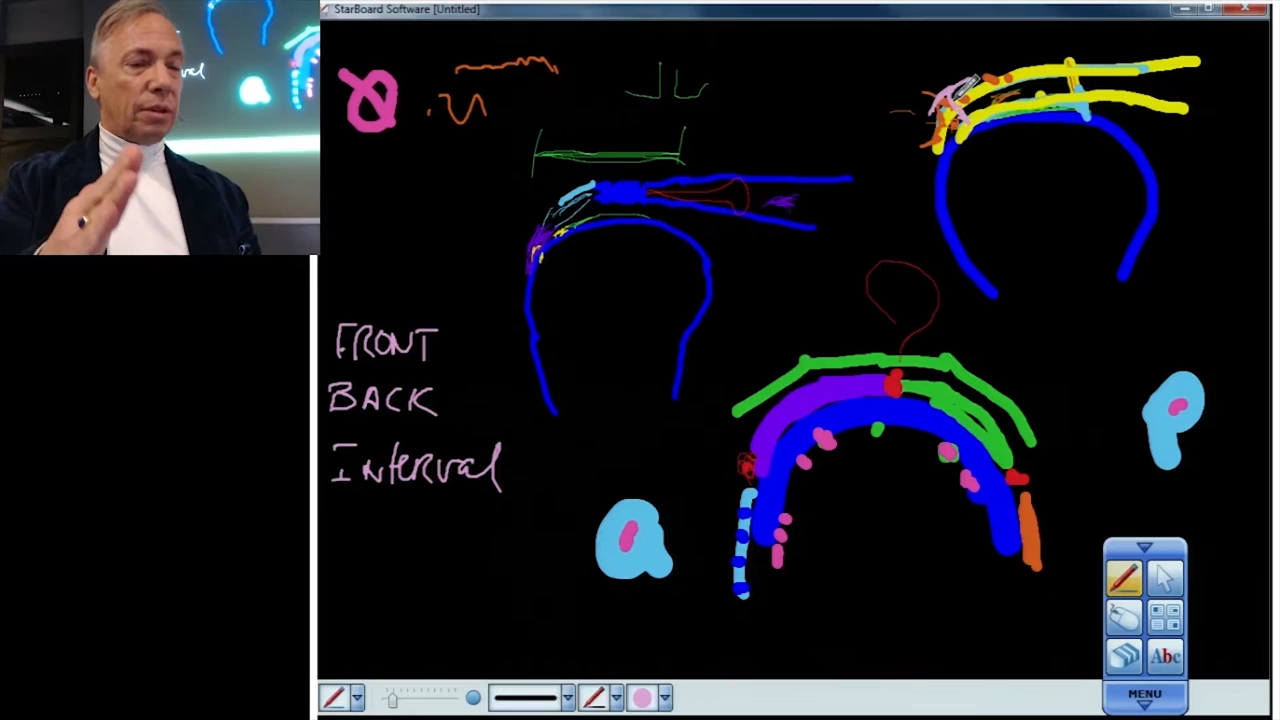 StarBoard Software [Untitled]
FRONT
BACK
Interval
Abc
MENU